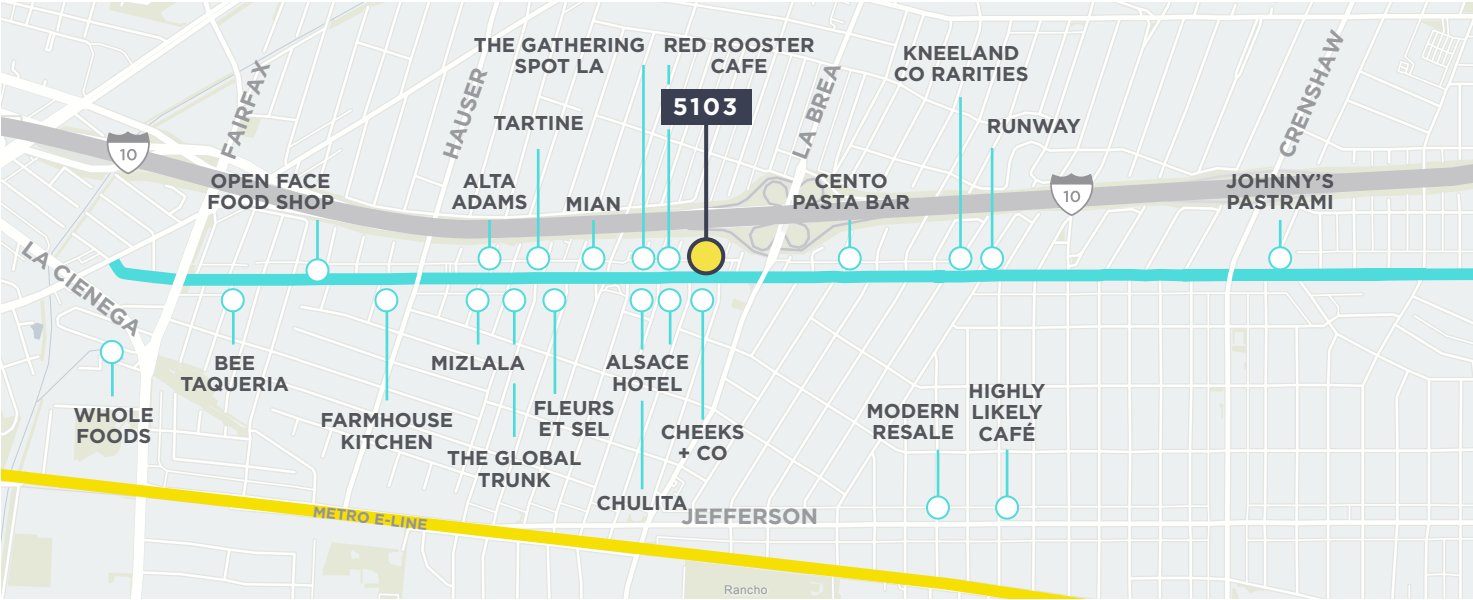 THE GATHERING
SPOT LA
RED ROOSTER
CAFE
KNEELAND
CO RARITIES
FAIRFAX
HAUSER
LA BREA
CRENSHAW
5103
TARTINE
RUNWAY
10
OPEN FACE
FOOD SHOP
ALTA
ADAMS
MIAN
CENTO
PASTA BAR
10
JOHNNY'S
PASTRAMI
LA CIENEGA
BEE
TAQUERIA
MIZLALA
ALSACE
HOTEL
WHOLE
FOODS
FARMHOUSE
KITCHEN
FLEURS
ET SEL
THE GLOBAL
TRUNK
CHEEKS
+ CO
MODERN
RESALE
HIGHLY
LIKELY
CAFÉ
CHULITA
JEFFERSON
METRO E-LINE
Rancho